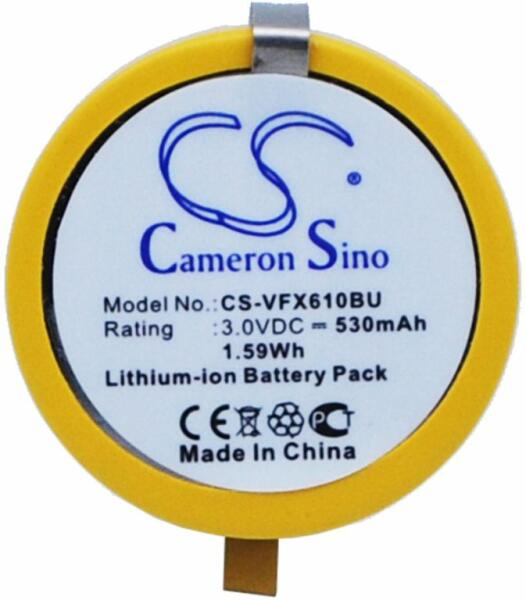 CS®
Cameron Sino
Model No.: CS-VFX610BU
Rating :3.0VDC ⎓ 530mAh
1.59Wh
Lithium-ion Battery Pack
CE PCT
Made In China